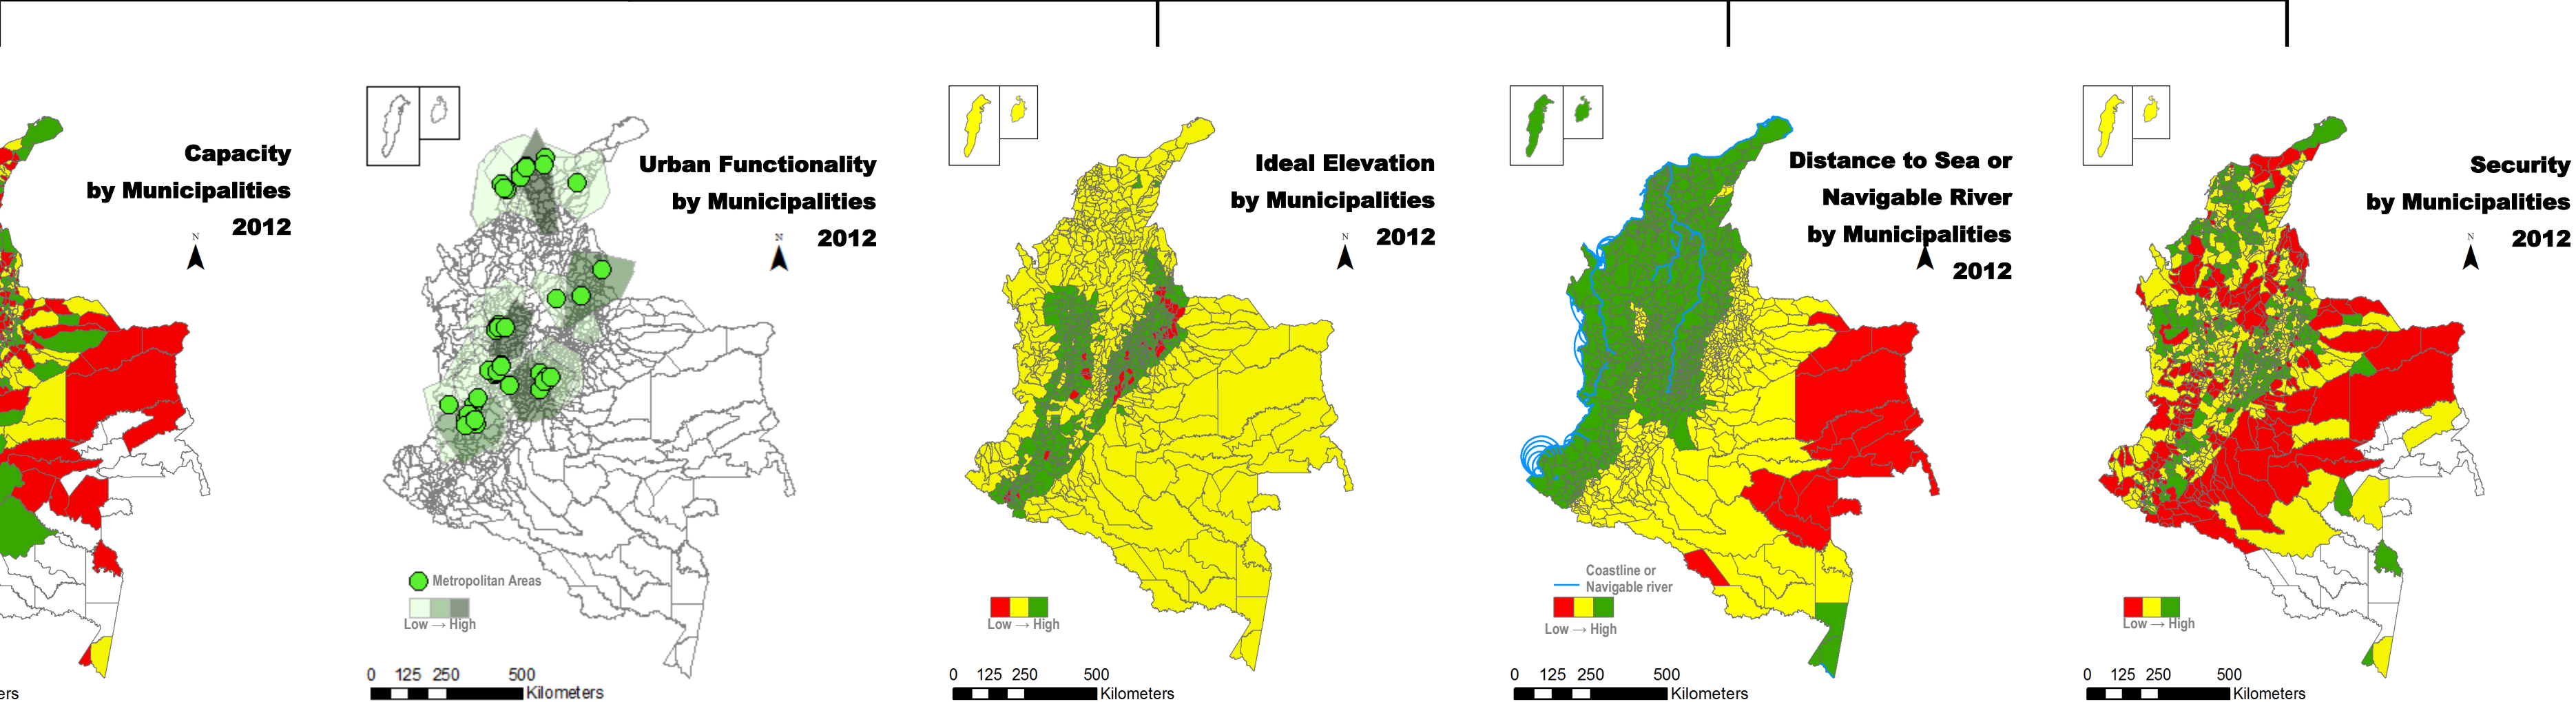 Capacity
by Municipalities
2012
N
ers
Urban Functionality
by Municipalities
2012
N
Metropolitan Areas
Low → High
0 125 250 500
Kilometers
Ideal Elevation
by Municipalities
2012
N
Low → High
0 125 250 500
Kilometers
Distance to Sea or
Navigable River
by Municipalities
2012
Coastline or
Navigable river
Low → High
0 125 250 500
Kilometers
Security
by Municipalities
2012
N
Low → High
0 125 250 500
Kilometers